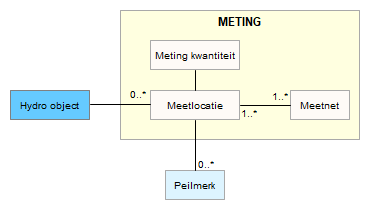 METING
Meting kwantiteit
0..*
1..*
Hydro object
Meetlocatie
Meetnet
1..*
0..*
Peilmerk